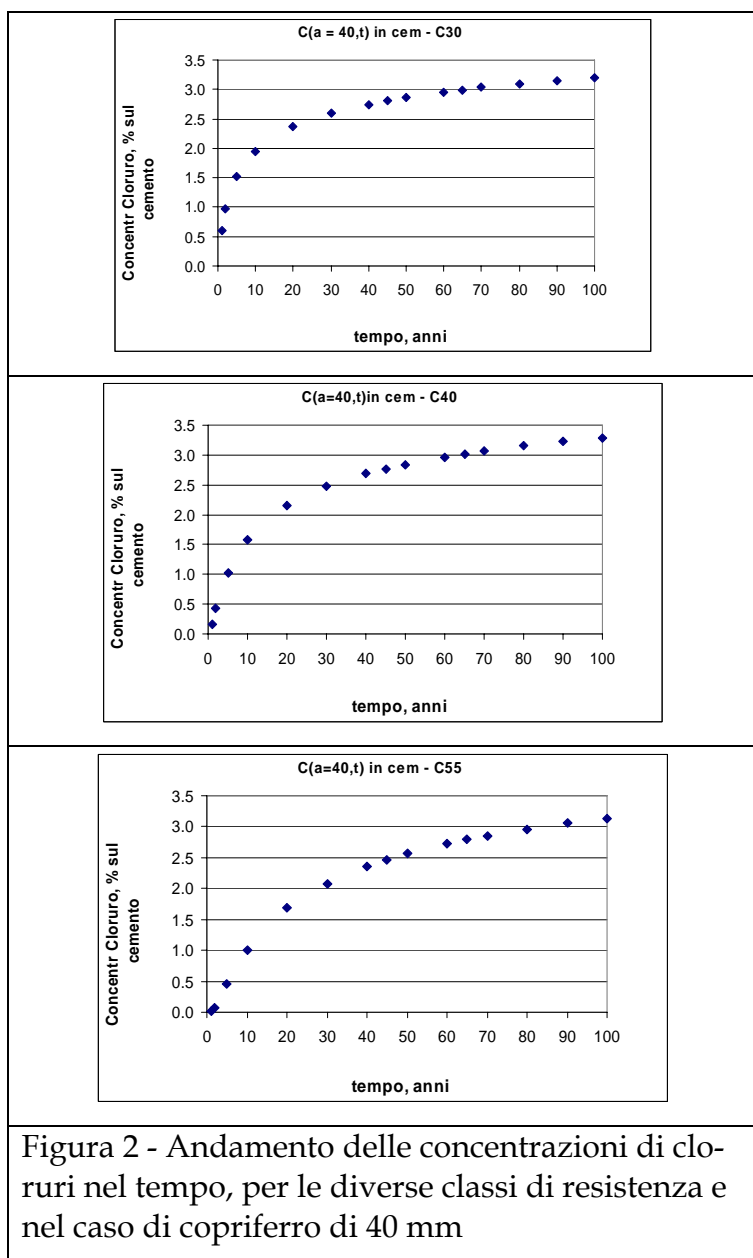 C(a = 40,t) in cem - C30
Concentr Cloruro, % sul
cemento
3.5
3.0
2.5
2.0
1.5
1.0
0.5
0.0
0 10 20 30 40 50 60 70 80 90 100
tempo, anni
C(a=40,t)in cem - C40
Concentr Cloruro, % sul
cemento
3.5
3.0
2.5
2.0
1.5
1.0
0.5
0.0
0 10 20 30 40 50 60 70 80 90 100
tempo, anni
C(a=40,t) in cem - C55
Concentr Cloruro, % sul
cemento
3.5
3.0
2.5
2.0
1.5
1.0
0.5
0.0
0 10 20 30 40 50 60 70 80 90 100
tempo, anni
Figura 2 - Andamento delle concentrazioni di clo-
ruri nel tempo, per le diverse classi di resistenza e
nel caso di copriferro di 40 mm